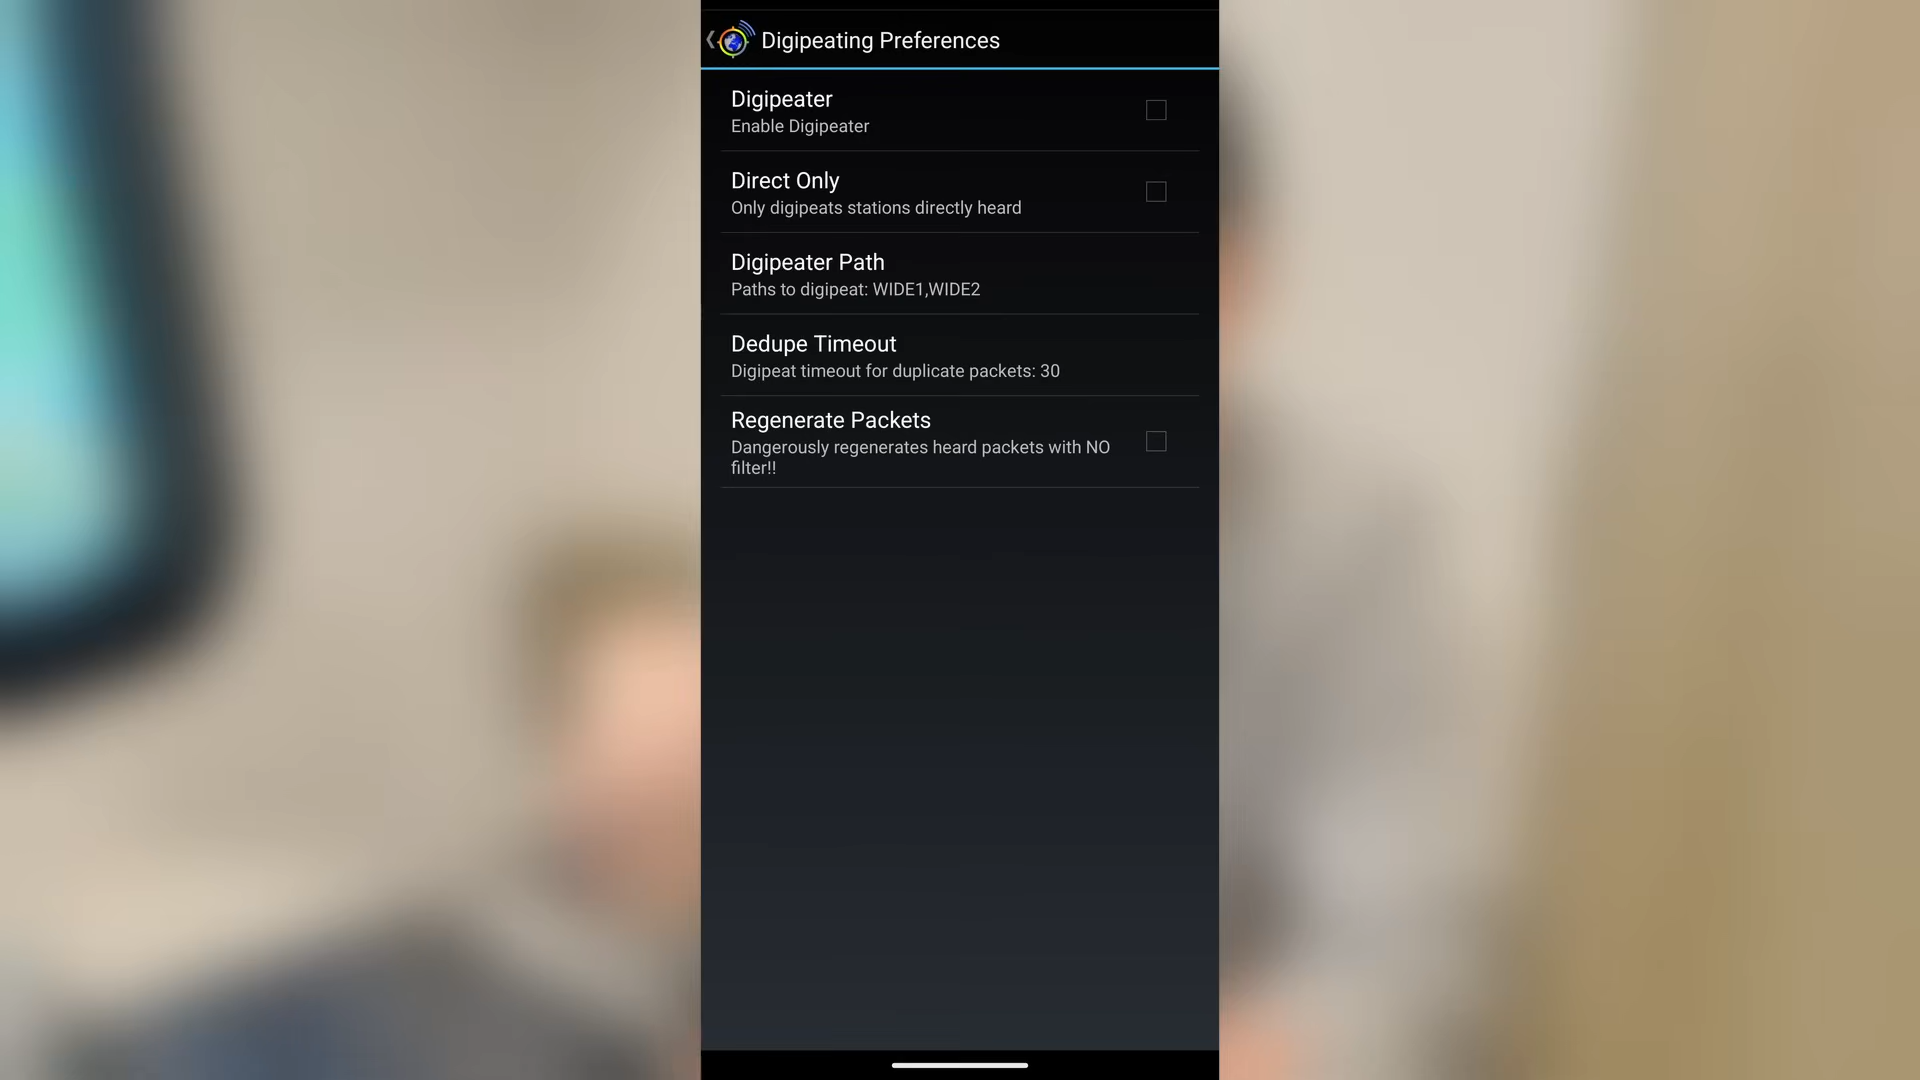 Digipeating Preferences
Digipeater
Enable Digipeater
Direct Only
Only digipeats stations directly heard
Digipeater Path
Paths to digipeat: WIDE1,WIDE2
Dedupe Timeout
Digipeat timeout for duplicate packets: 30
Regenerate Packets
Dangerously regenerates heard packets with NO
filter!!